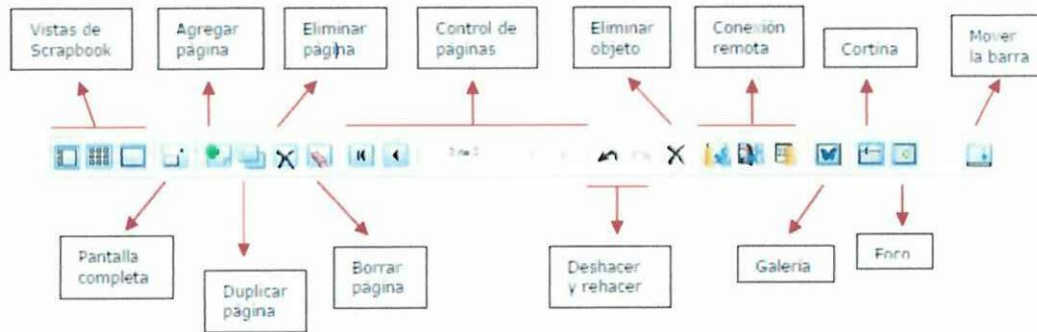 Vistas de
Scrapbook
Agregar
página
Eliminar
página
Control de
páginas
Eliminar
objeto
Conexión
remota
Cortina
Mover
la barra
Pantalla
completa
Duplicar
página
Borrar
página
Deshacer
y rehacer
Galería
Foco